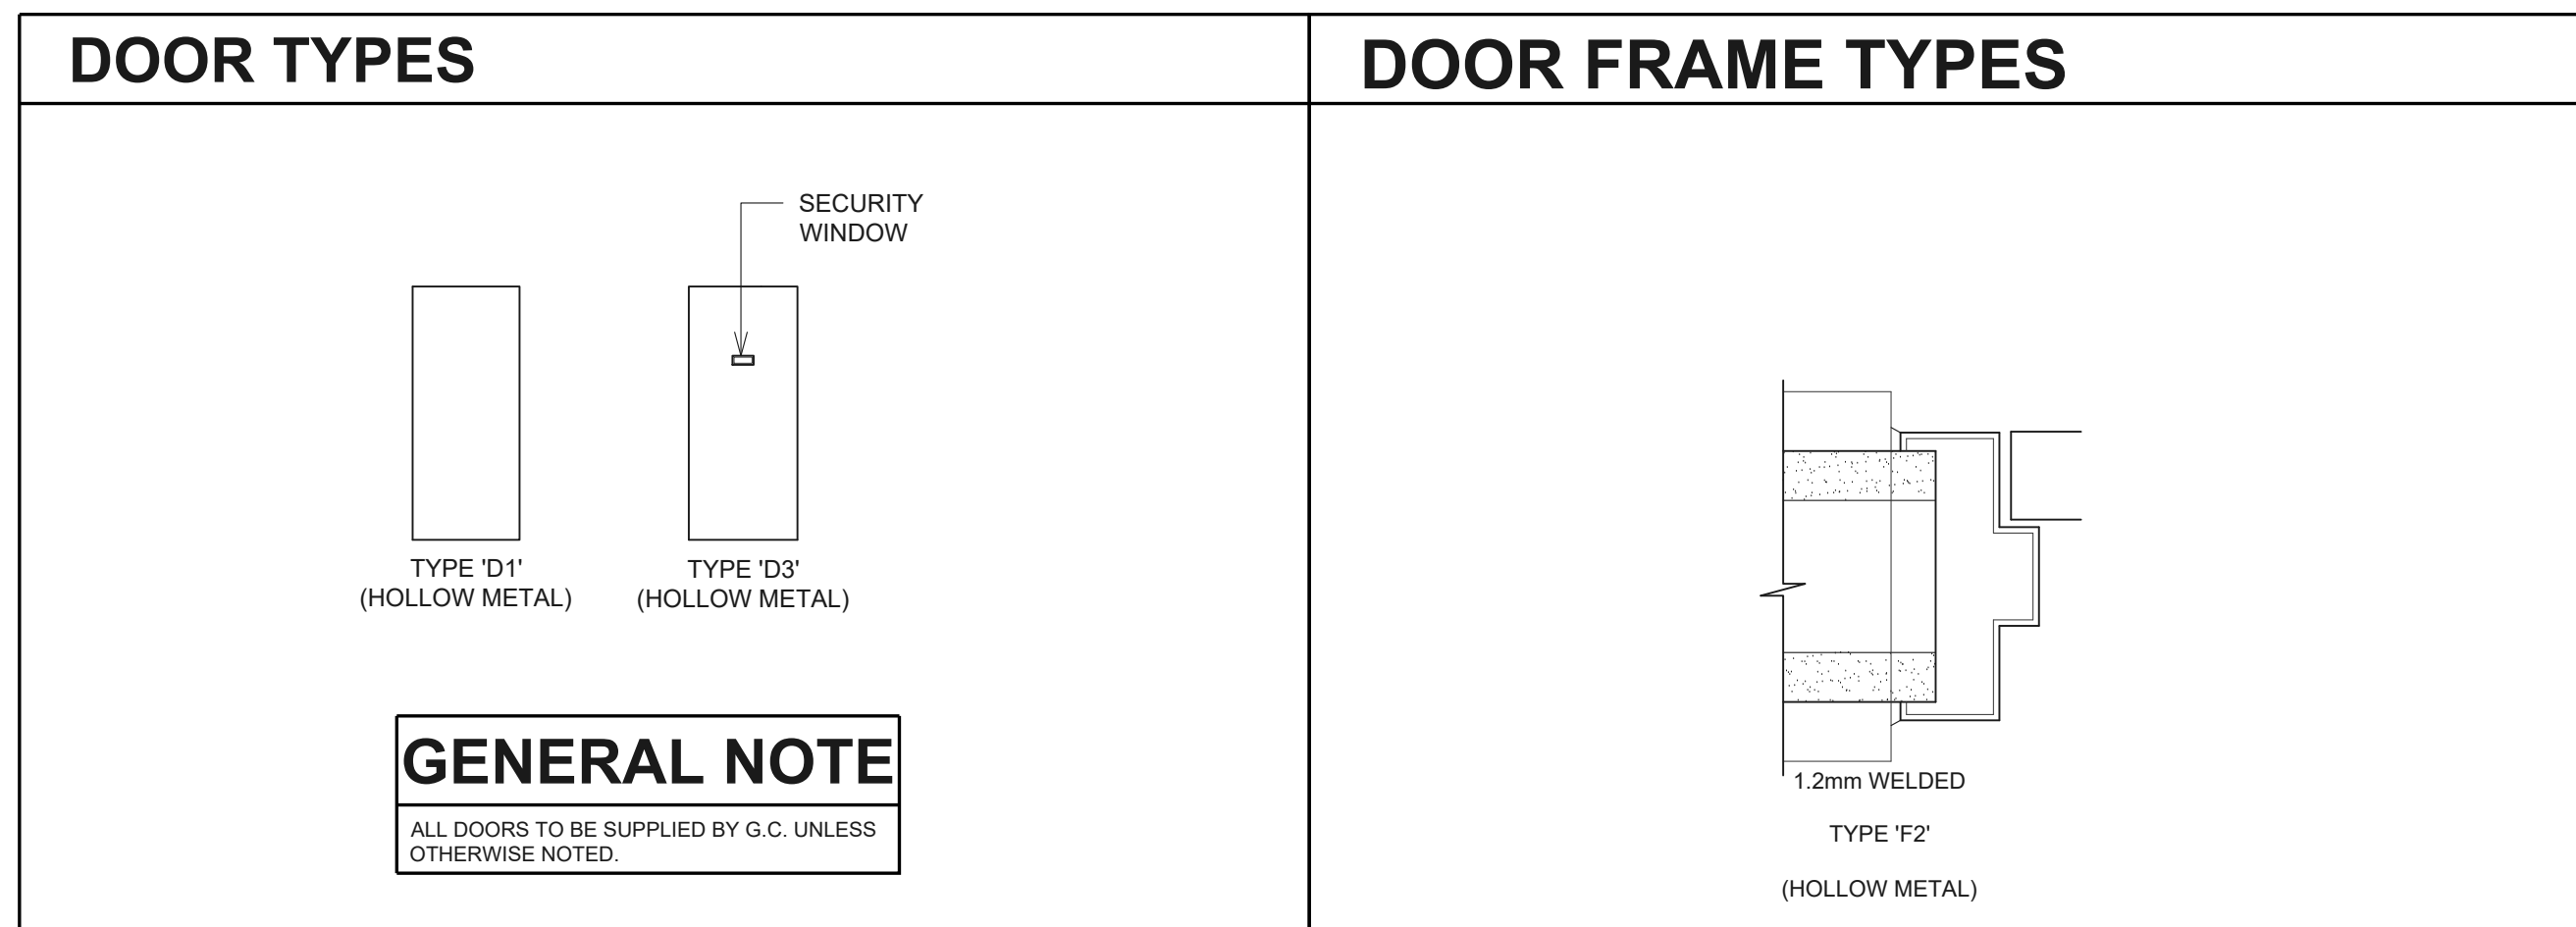 DOOR TYPES
SECURITY
WINDOW
TYPE 'D1'
(HOLLOW METAL)
TYPE 'D3'
(HOLLOW METAL)
GENERAL NOTE
ALL DOORS TO BE SUPPLIED BY G.C. UNLESS
OTHERWISE NOTED.
DOOR FRAME TYPES
1.2mm WELDED
TYPE 'F2'
(HOLLOW METAL)